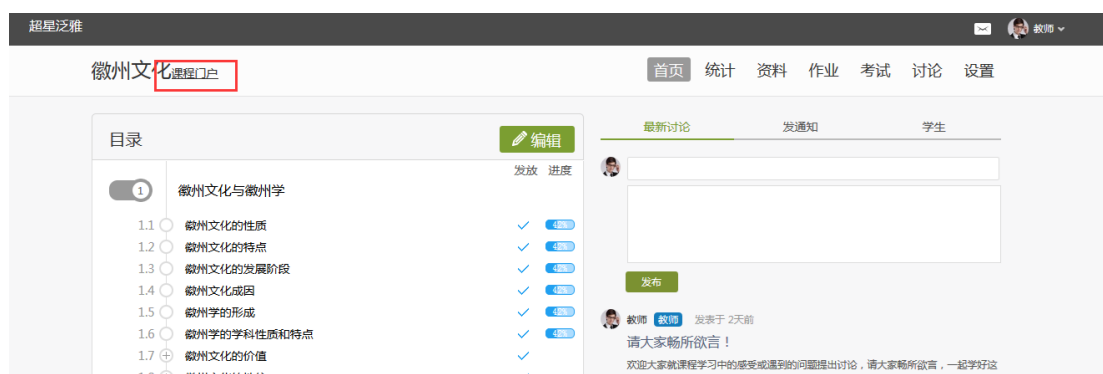 超星泛雅
教师
徽州文化 课程门户
首页 统计 资料 作业 考试 讨论 设置
目录
编辑
发放 进度
1 徽州文化与徽州学
1.1 徽州文化的性质 42%
1.2 徽州文化的特点 42%
1.3 徽州文化的发展阶段 42%
1.4 徽州文化成因 42%
1.5 徽州学的形成 42%
1.6 徽州学的学科性质和特点 42%
1.7 徽州文化的价值
最新讨论 发通知 学生
发布
教师 教师 发表于 2天前
请大家畅所欲言！
欢迎大家就课程学习中的感受或遇到的问题提出讨论，请大家畅所欲言，一起学好这